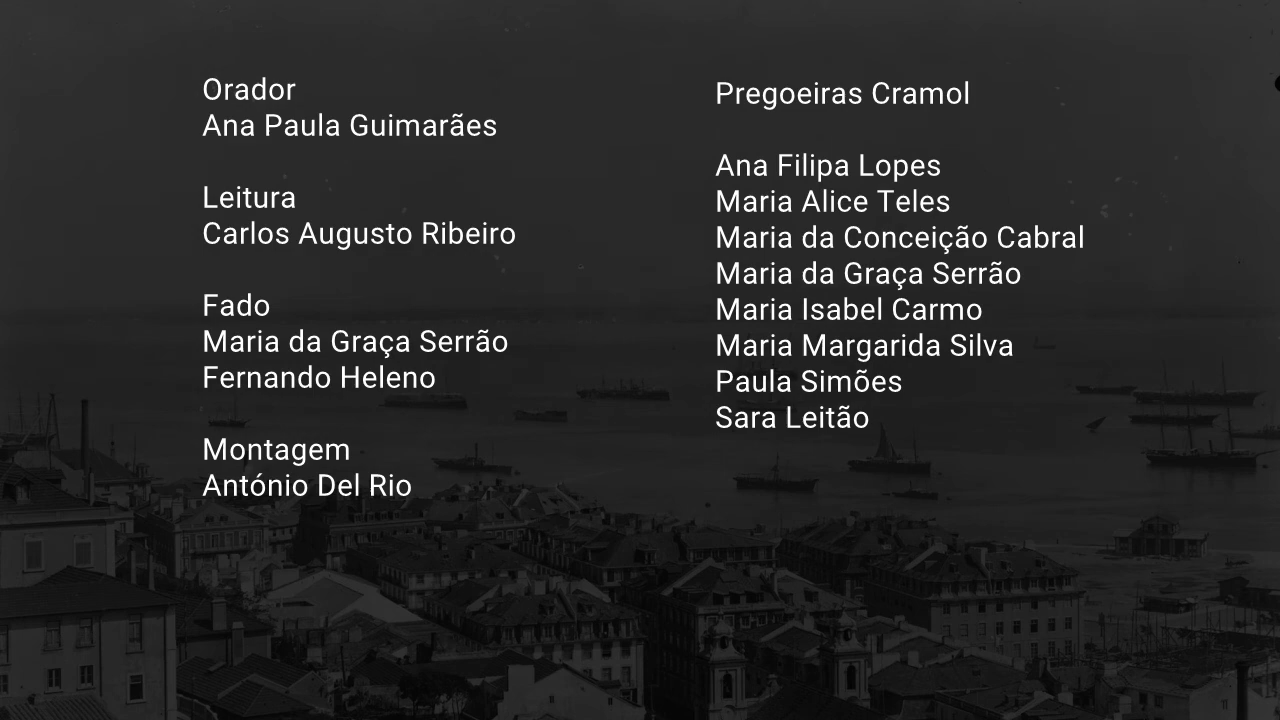 Orador
Ana Paula Guimarães
Leitura
Carlos Augusto Ribeiro
Fado
Maria da Graça Serrão
Fernando Heleno
Montagem
António Del Rio
Pregoeiras Cramol
Ana Filipa Lopes
Maria Alice Teles
Maria da Conceição Cabral
Maria da Graça Serrão
Maria Isabel Carmo
Maria Margarida Silva
Paula Simões
Sara Leitão